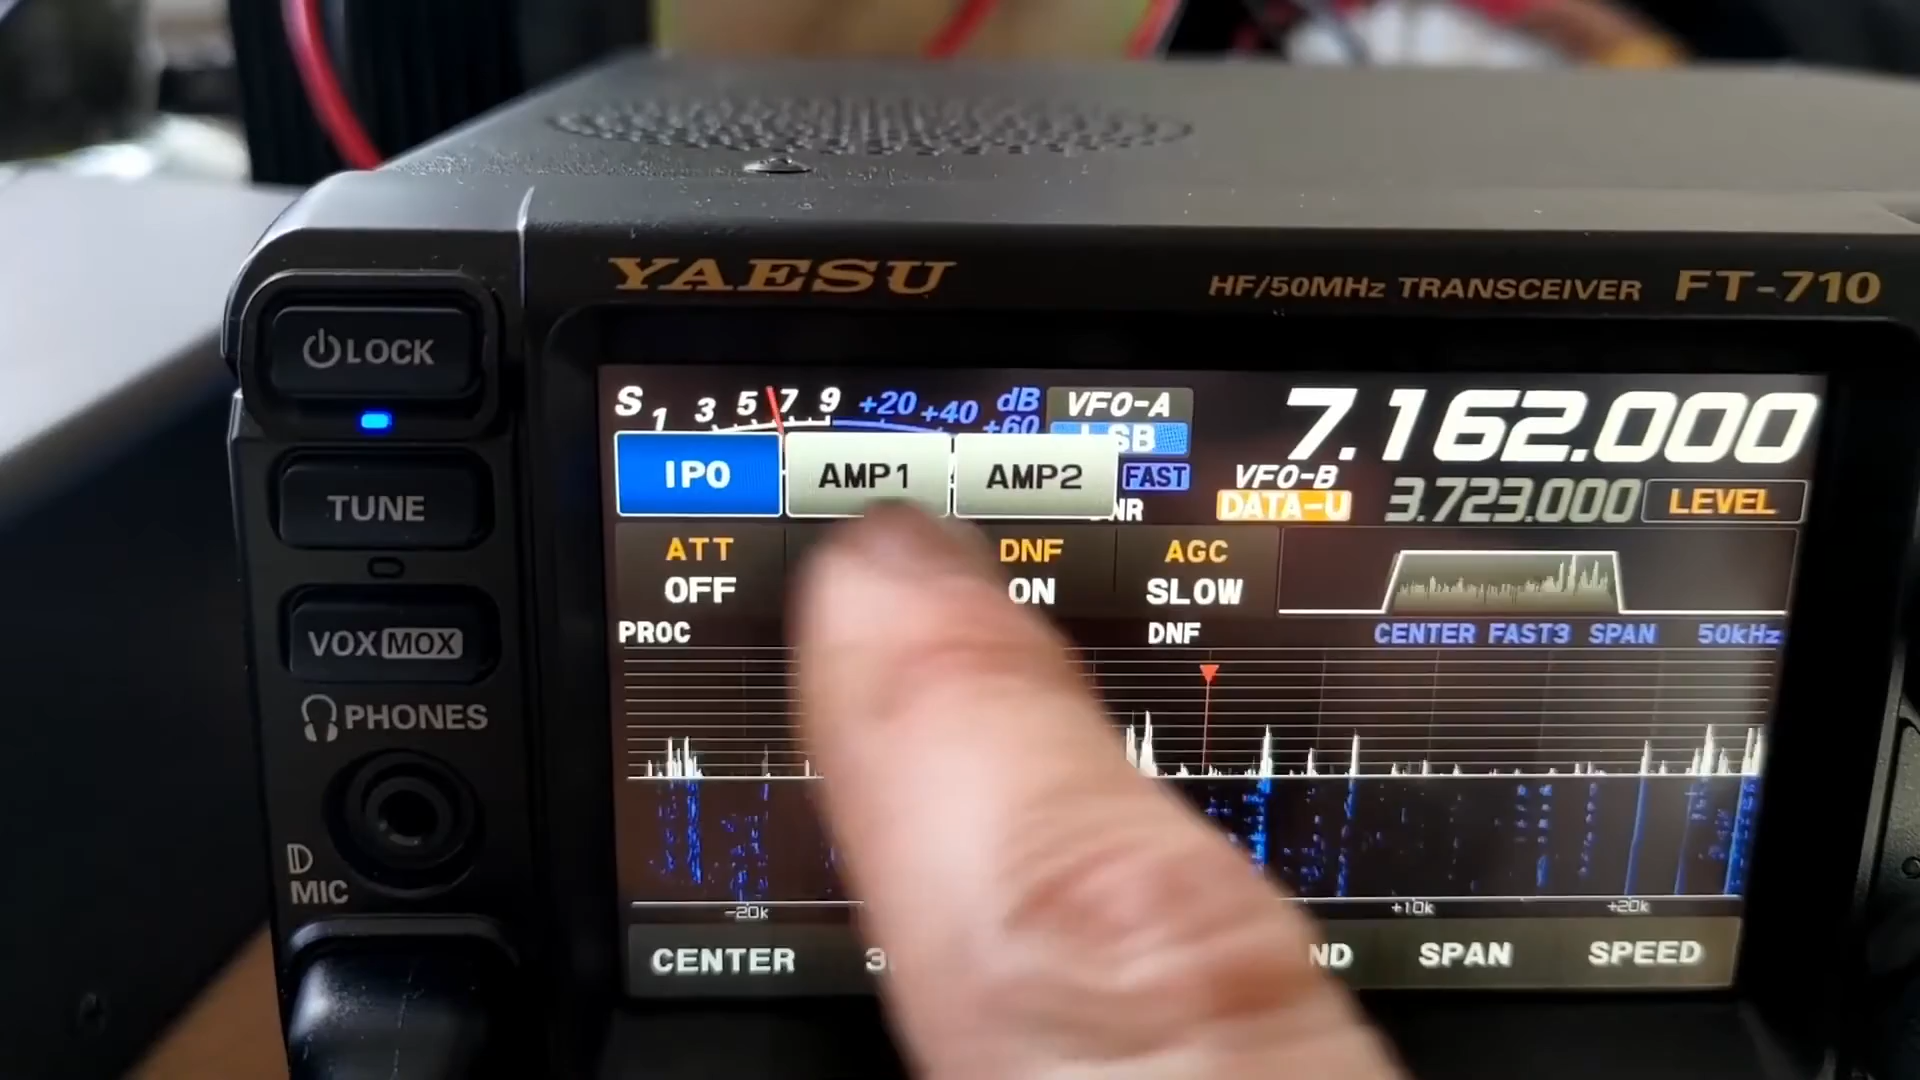 YAESU
HF/50MHz TRANSCEIVER FT-710
LOCK
TUNE
VOX MOX
PHONES
MIC
S 1 3 5 7 9 +20 +40 +60 dB
VFO-A
LSB
7.162.000
IPO
AMP1
AMP2
FAST
VFO-B
DATA-U
3.723.000
LEVEL
ATT
OFF
DNF
ON
AGC
SLOW
PROC
DNF
CENTER FAST3 SPAN 50kHz
-20k
+10k
+20k
CENTER
SPAN
SPEED